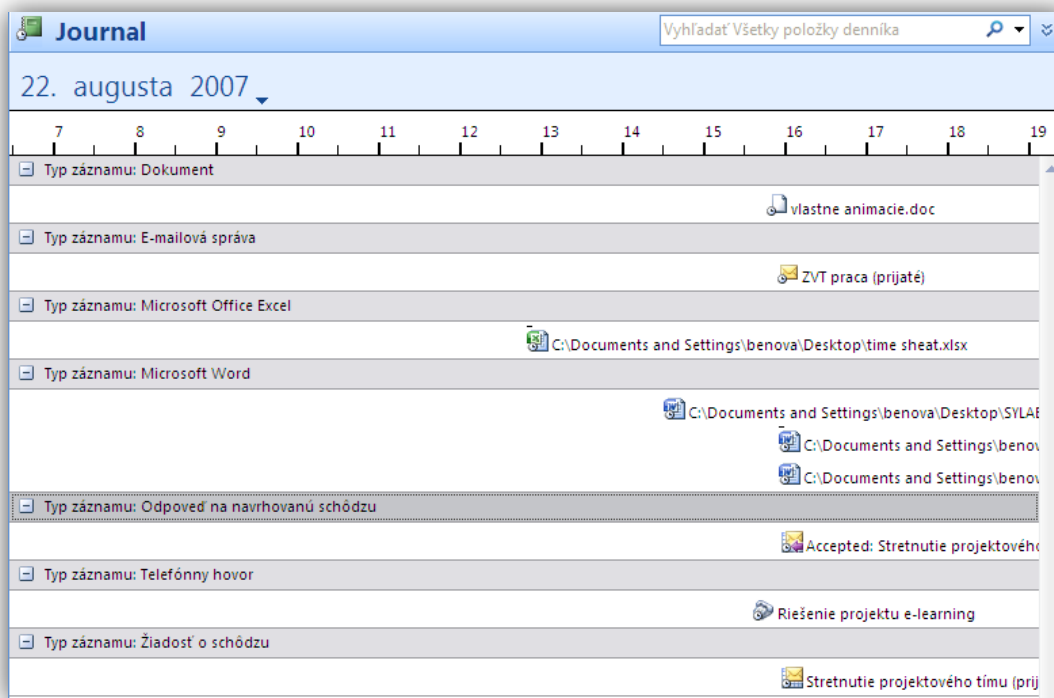 Journal
Vyhľadať Všetky položky denníka
22. augusta 2007
7 8 9 10 11 12 13 14 15 16 17 18 19
Typ záznamu: Dokument
vlastne animacie.doc
Typ záznamu: E-mailová správa
ZVT praca (prijaté)
Typ záznamu: Microsoft Office Excel
C:\Documents and Settings\benova\Desktop\time sheat.xlsx
Typ záznamu: Microsoft Word
C:\Documents and Settings\benova\Desktop\SYLAB
C:\Documents and Settings\benov
C:\Documents and Settings\benov
Typ záznamu: Odpoveď na navrhovanú schôdzu
Accepted: Stretnutie projektového
Typ záznamu: Telefónny hovor
Riešenie projektu e-learning
Typ záznamu: Žiadosť o schôdzu
Stretnutie projektového tímu (prij